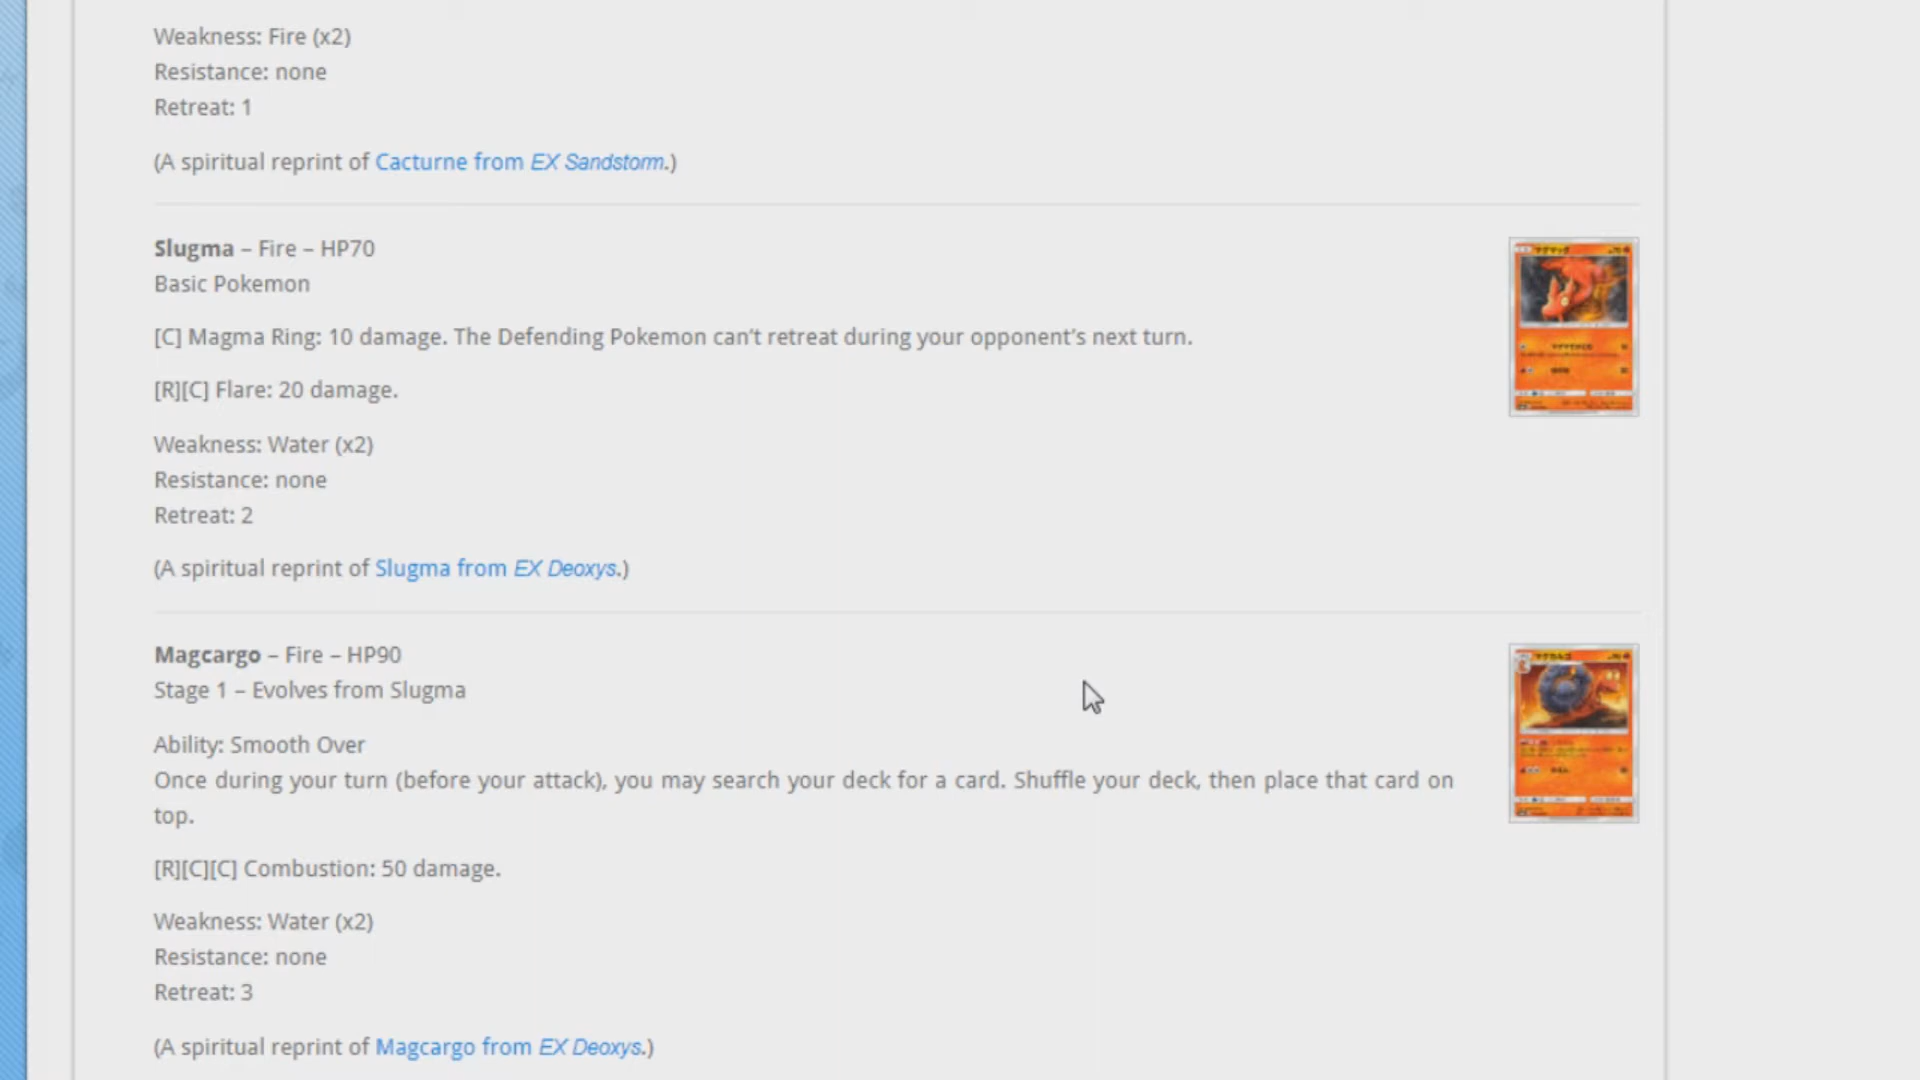 Weakness: Fire (x2)
Resistance: none
Retreat: 1
(A spiritual reprint of Cacturne from EX Sandstorm.)
Slugma – Fire – HP70
Basic Pokemon
[C] Magma Ring: 10 damage. The Defending Pokemon can’t retreat during your opponent’s next turn.
[R][C] Flare: 20 damage.
Weakness: Water (x2)
Resistance: none
Retreat: 2
(A spiritual reprint of Slugma from EX Deoxys.)
Magcargo – Fire – HP90
Stage 1 – Evolves from Slugma
Ability: Smooth Over
Once during your turn (before your attack), you may search your deck for a card. Shuffle your deck, then place that card on
top.
[R][C][C] Combustion: 50 damage.
Weakness: Water (x2)
Resistance: none
Retreat: 3
(A spiritual reprint of Magcargo from EX Deoxys.)